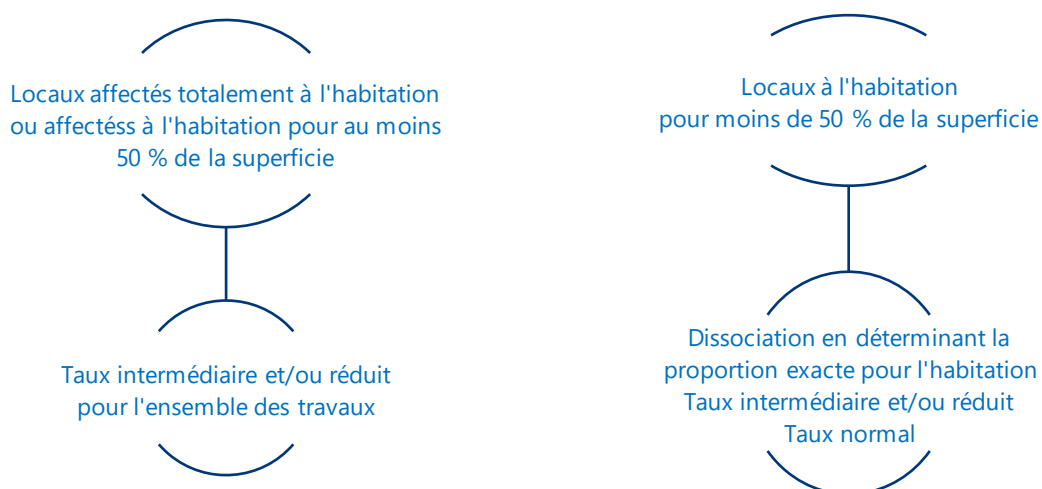 Locaux affectés totalement à l'habitation
ou affectéss à l'habitation pour au moins
50 % de la superficie
Taux intermédiaire et/ou réduit
pour l'ensemble des travaux
Locaux à l'habitation
pour moins de 50 % de la superficie
Dissociation en déterminant la
proportion exacte pour l'habitation
Taux intermédiaire et/ou réduit
Taux normal